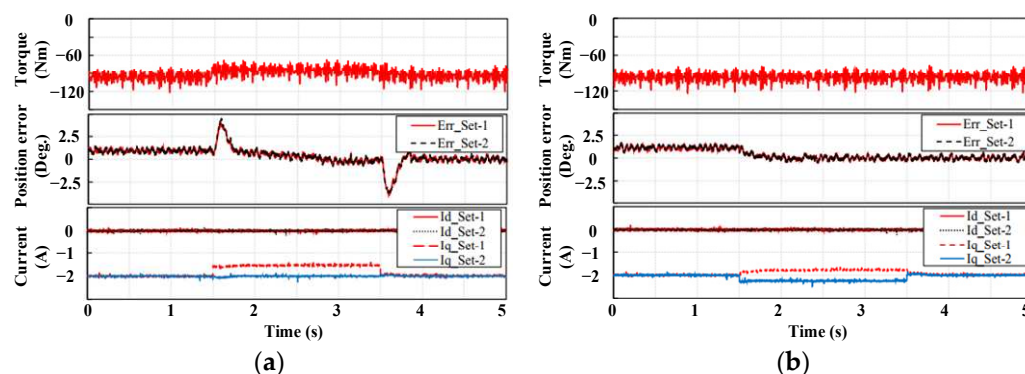 0
−60
−120
Torque
(Nm)
2.5
0
−2.5
Position error
(Deg.)
Err_Set-1
Err_Set-2
0
−1
−2
Current
(A)
Id_Set-1
Id_Set-2
Iq_Set-1
Iq_Set-2
0 1 2 3 4 5
Time (s)
(a)
0
−60
−120
Torque
(Nm)
2.5
0
−2.5
Position error
(Deg.)
Err_Set-1
Err_Set-2
0
−1
−2
Current
(A)
Id_Set-1
Id_Set-2
Iq_Set-1
Iq_Set-2
0 1 2 3 4 5
Time (s)
(b)